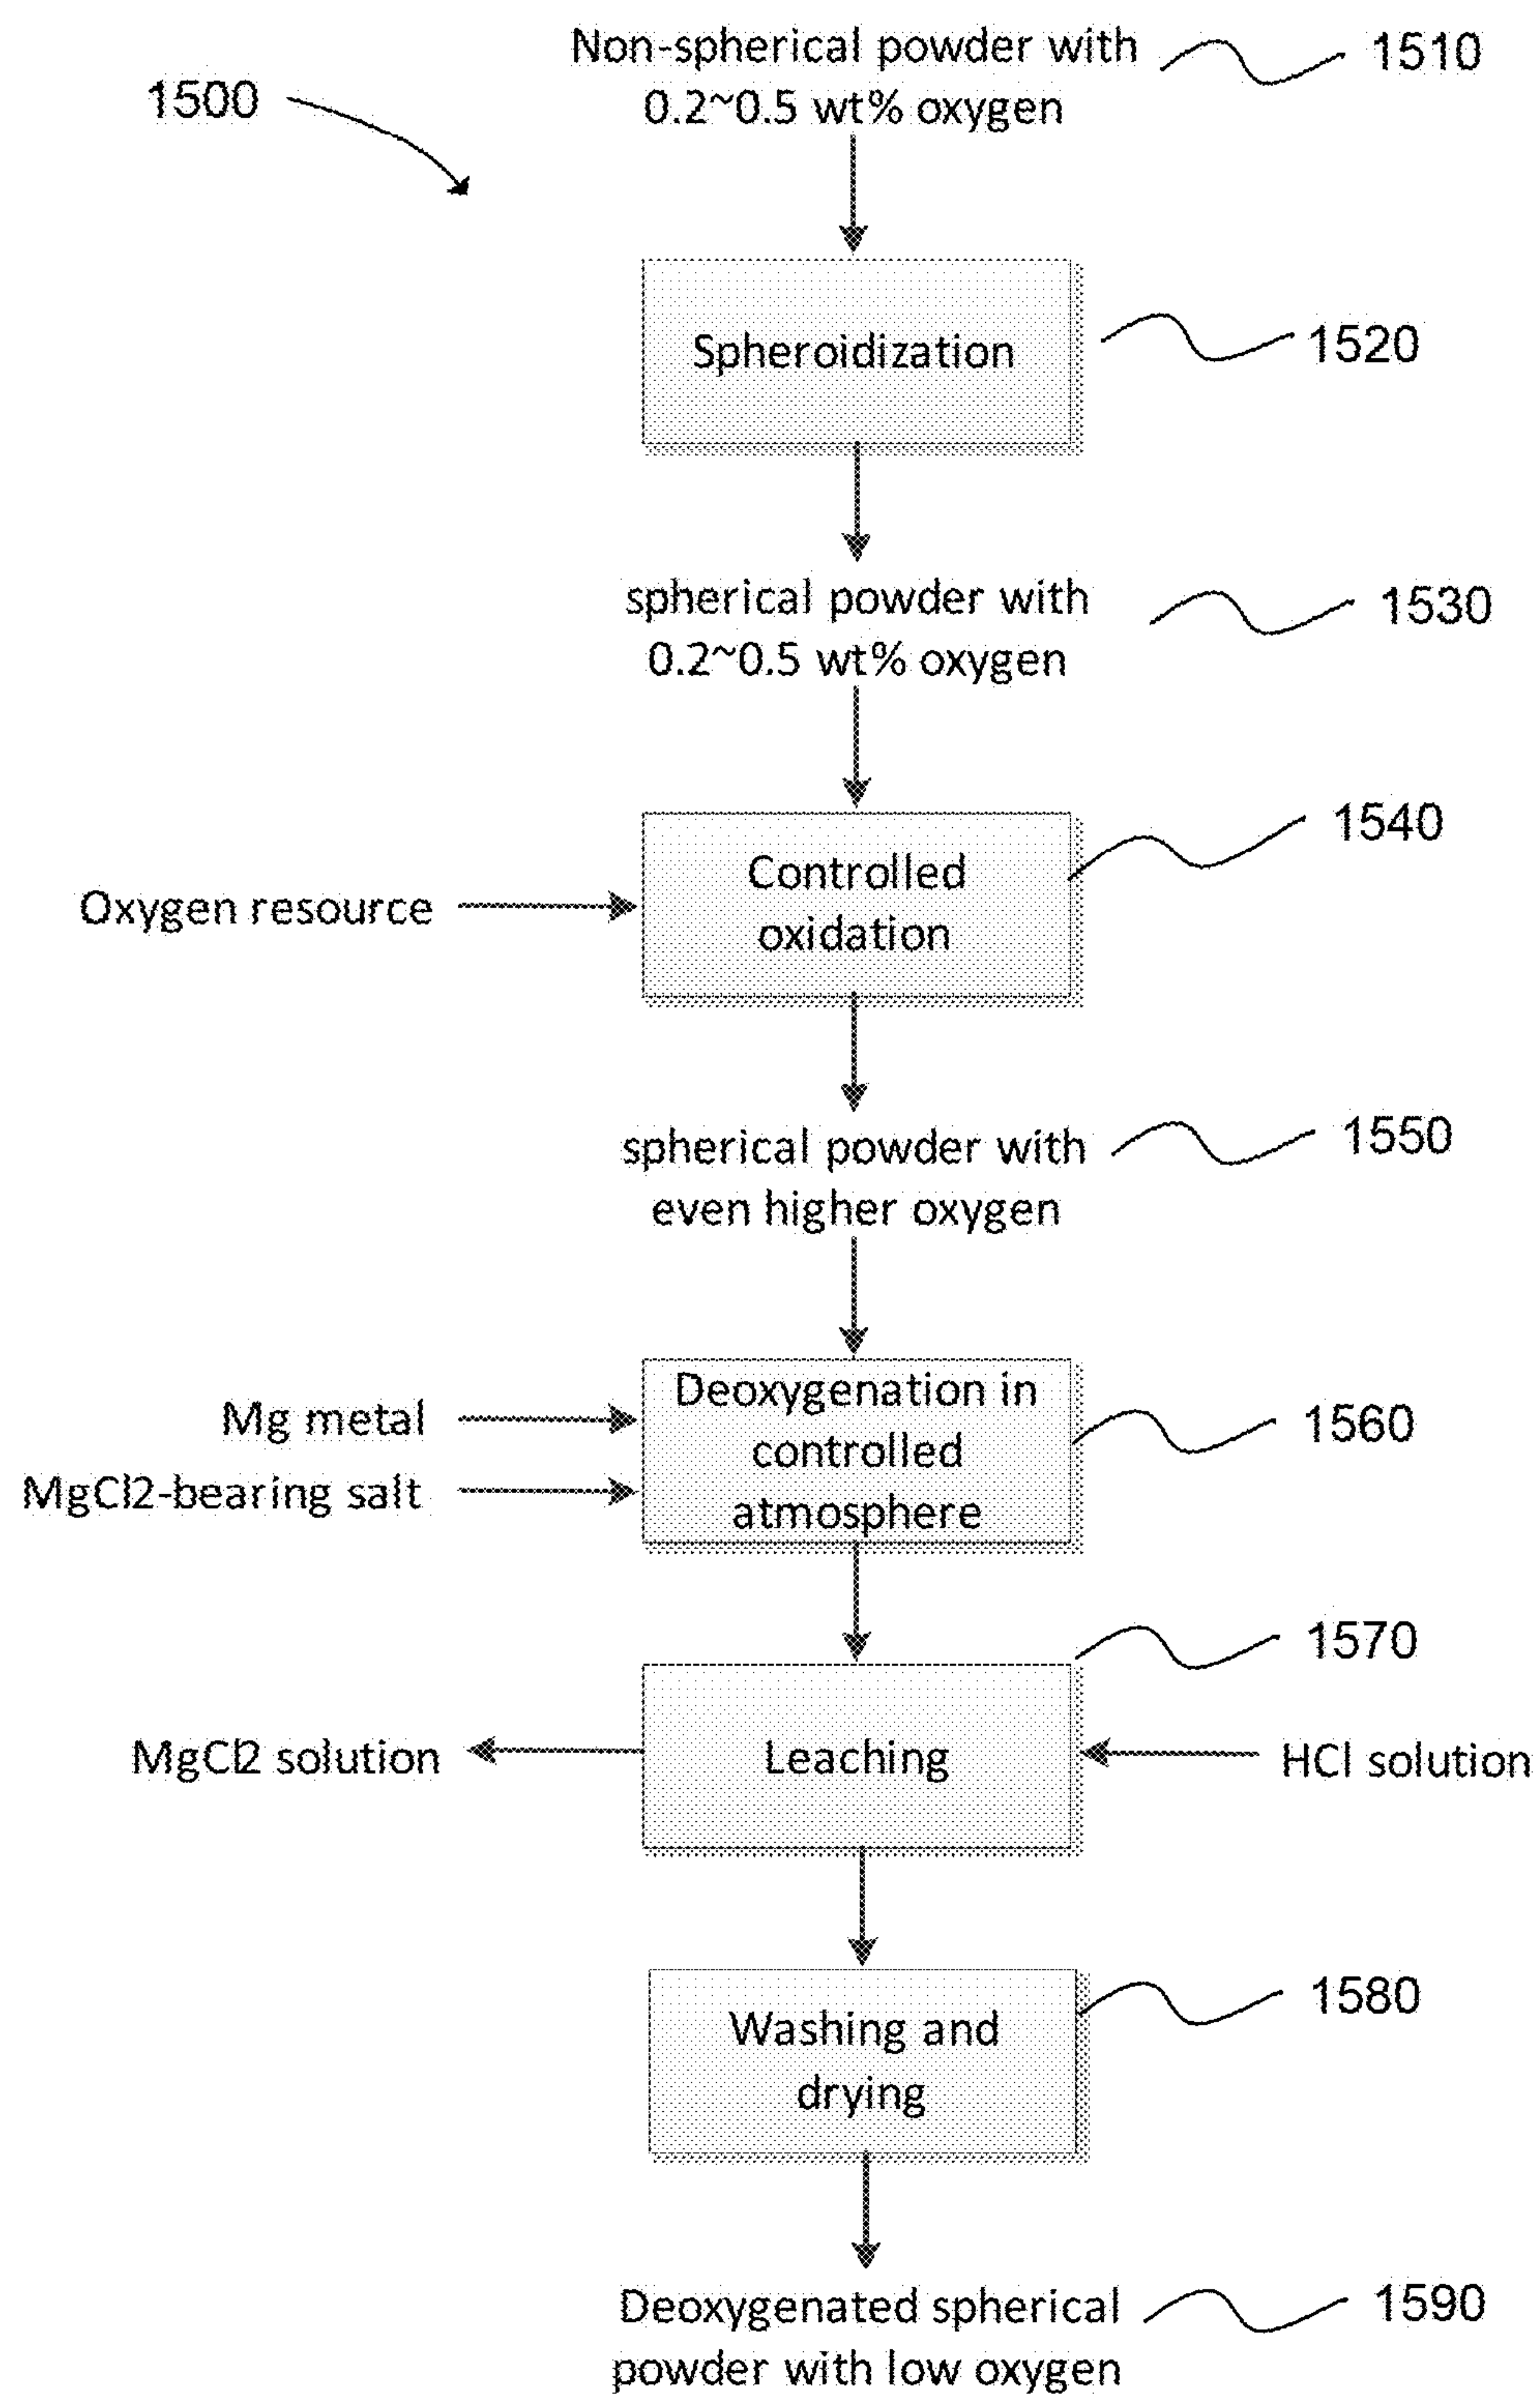 Non-spherical powder with
0.2~0.5 wt% oxygen
1510
1500
Spheroidization
1520
spherical powder with
0.2~0.5 wt% oxygen
1530
Controlled
oxidation
1540
Oxygen resource
spherical powder with
even higher oxygen
1550
Deoxygenation in
controlled
atmosphere
1560
Mg metal
MgCl2-bearing salt
1570
Leaching
MgCl2 solution
HCl solution
1580
Washing and
drying
Deoxygenated spherical
powder with low oxygen
1590